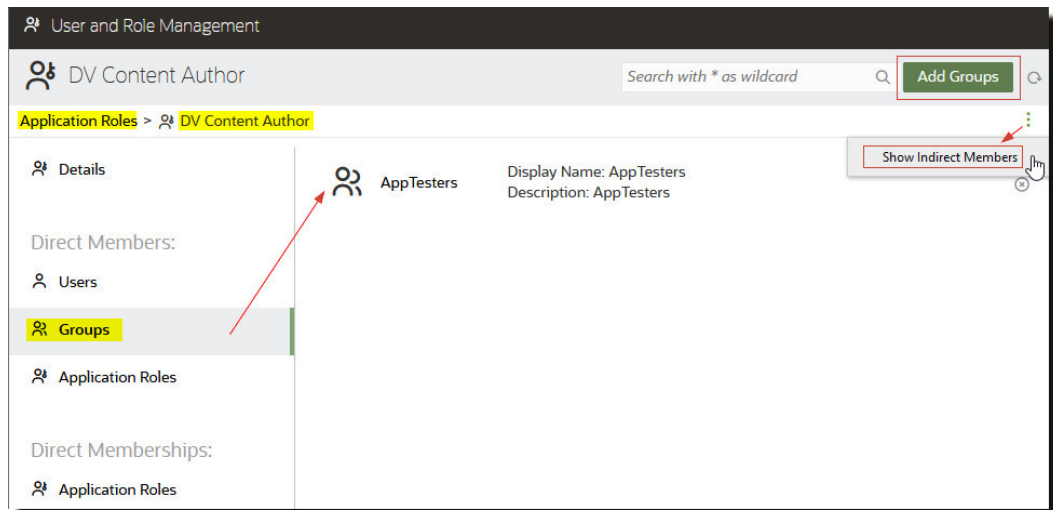 User and Role Management
DV Content Author
Search with * as wildcard
Add Groups
Application Roles > DV Content Author
Show Indirect Members
Details
AppTesters
Display Name: AppTesters
Description: AppTesters
Direct Members:
Users
Groups
Application Roles
Direct Memberships:
Application Roles